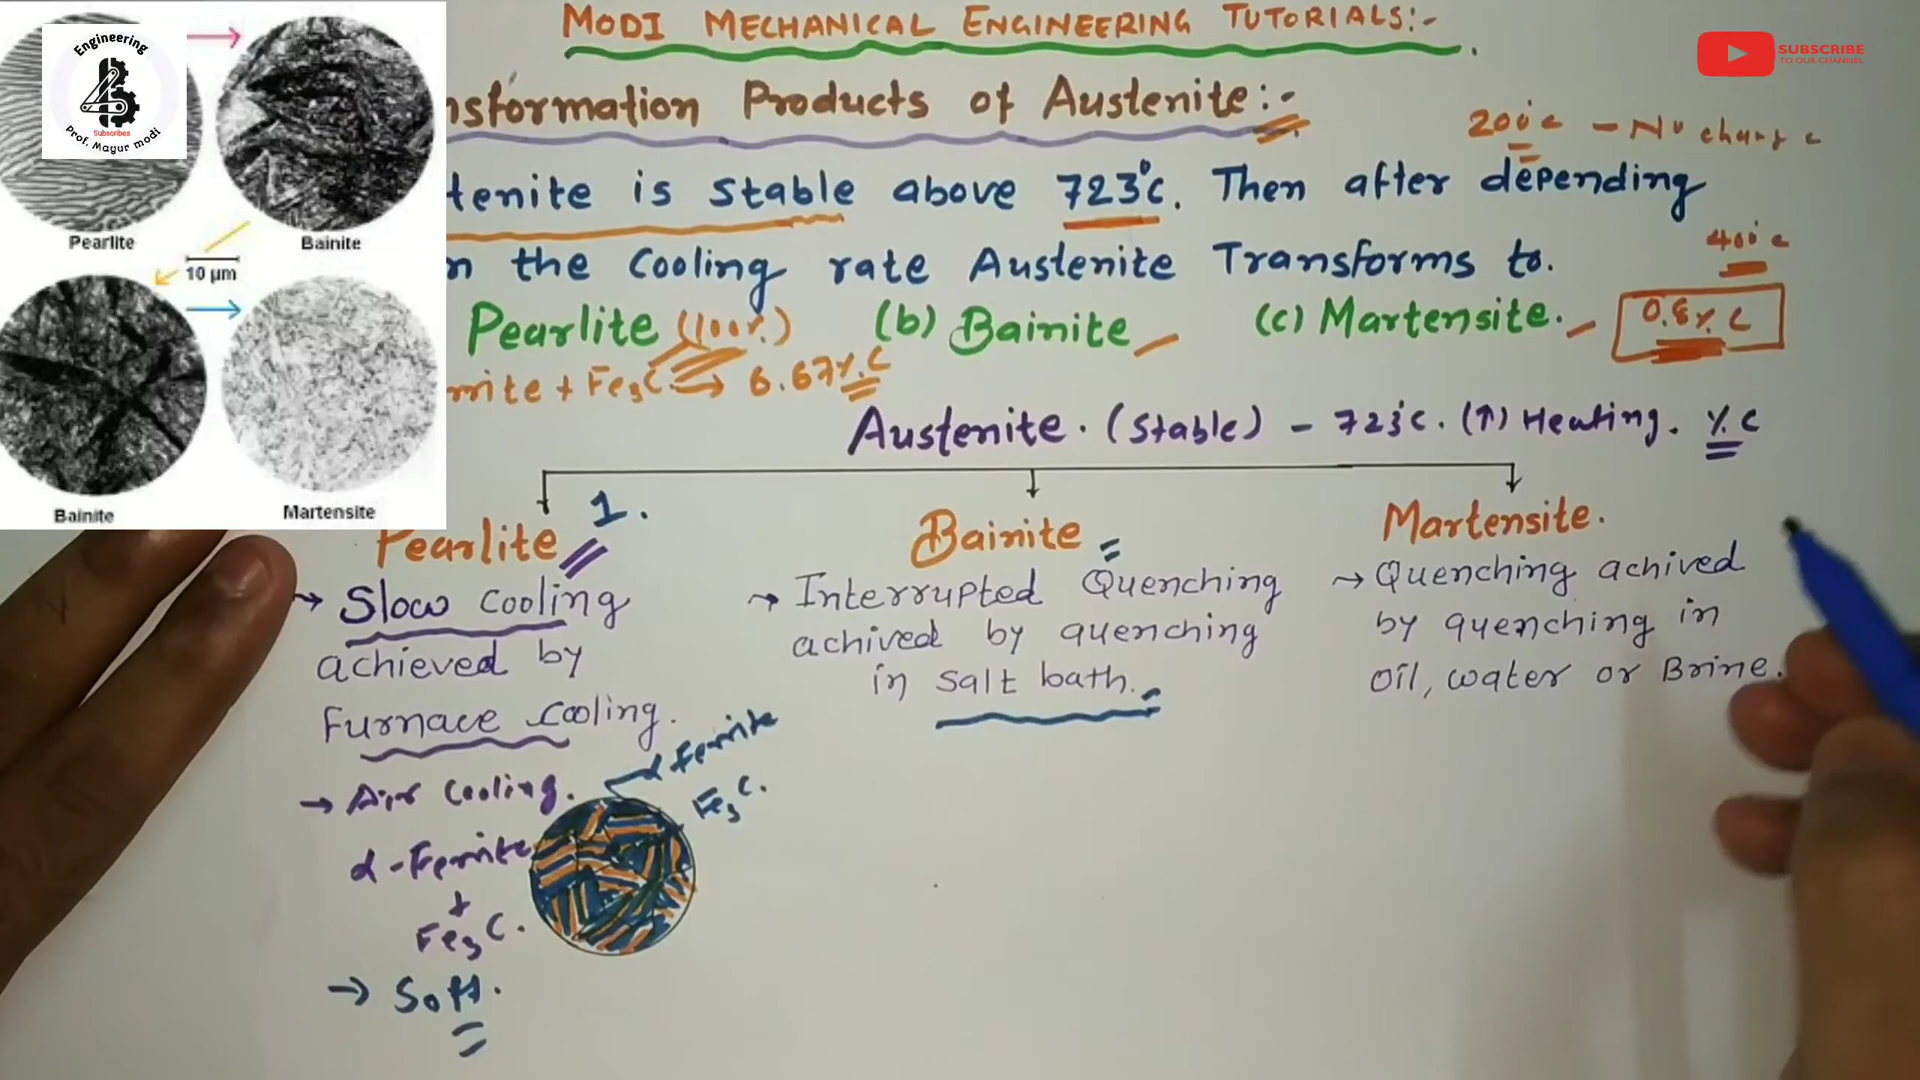 MODI MECHANICAL ENGINEERING TUTORIALS:-
SUBSCRIBE
TO OUR CHANNEL
Engineering
Subscribes
Prof. Mayur modi
nsformation Products of Austenite:-
200°c - No change
tenite is stable above 723°c. Then after depending
n the cooling rate Austenite Transforms to.
400°c
Pearlite (100%) (b) Bainite (c) Martensite.
0.8% C
rrite + Fe3C → 6.67% C
Pearlite
Bainite
10 µm
Bainite
Martensite
Austenite. (Stable) - 723°c. (↑) Heating. % C
Pearlite 1.
→ Slow cooling
achieved by
Furnace cooling.
→ Air cooling.
α-Ferrite
+
Fe3C.
→ Soft.
α Ferrite
Fe3C.
Bainite
→ Interrupted Quenching
achived by quenching
in salt bath.
Martensite.
→ Quenching achived
by quenching in
oil, water or Brine.